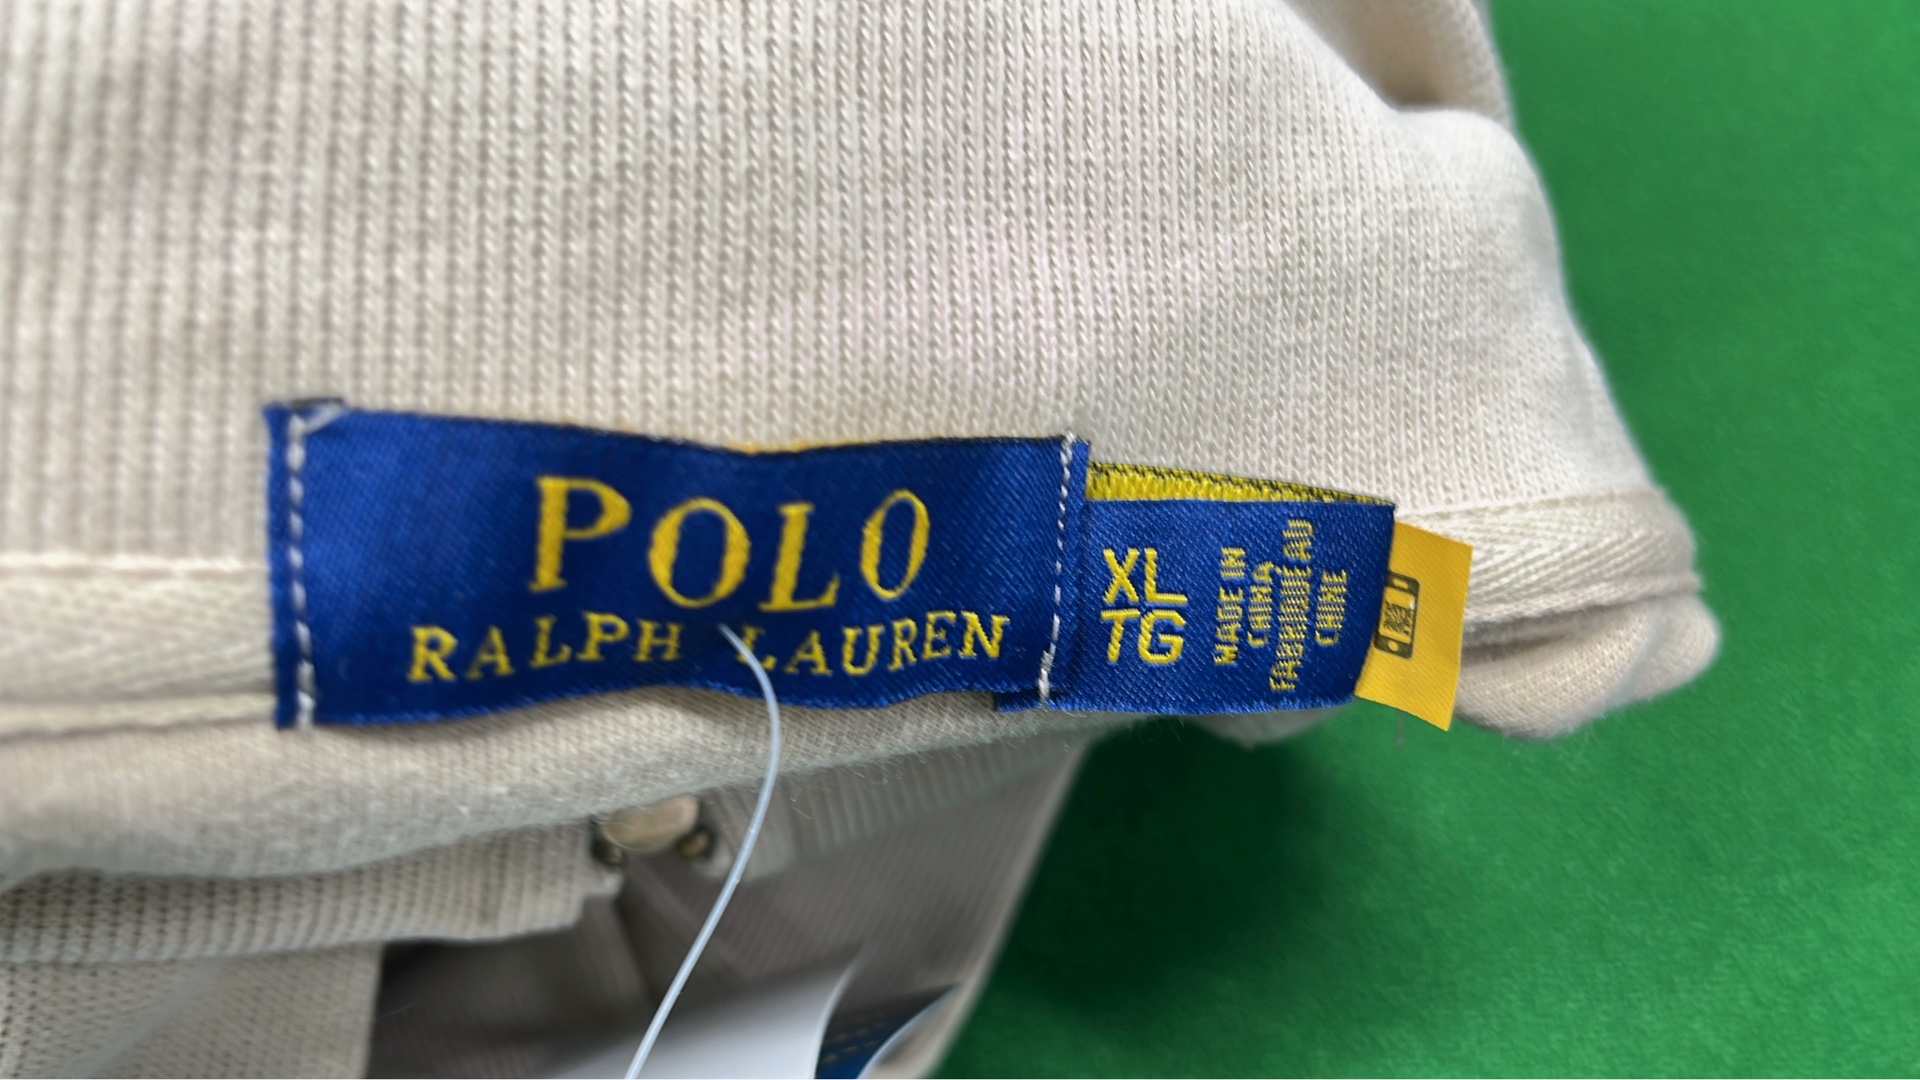 POLO
RALPH LAUREN
XL
TG
MADE IN
CHINA
FABRIQUÉ AU
CHINE